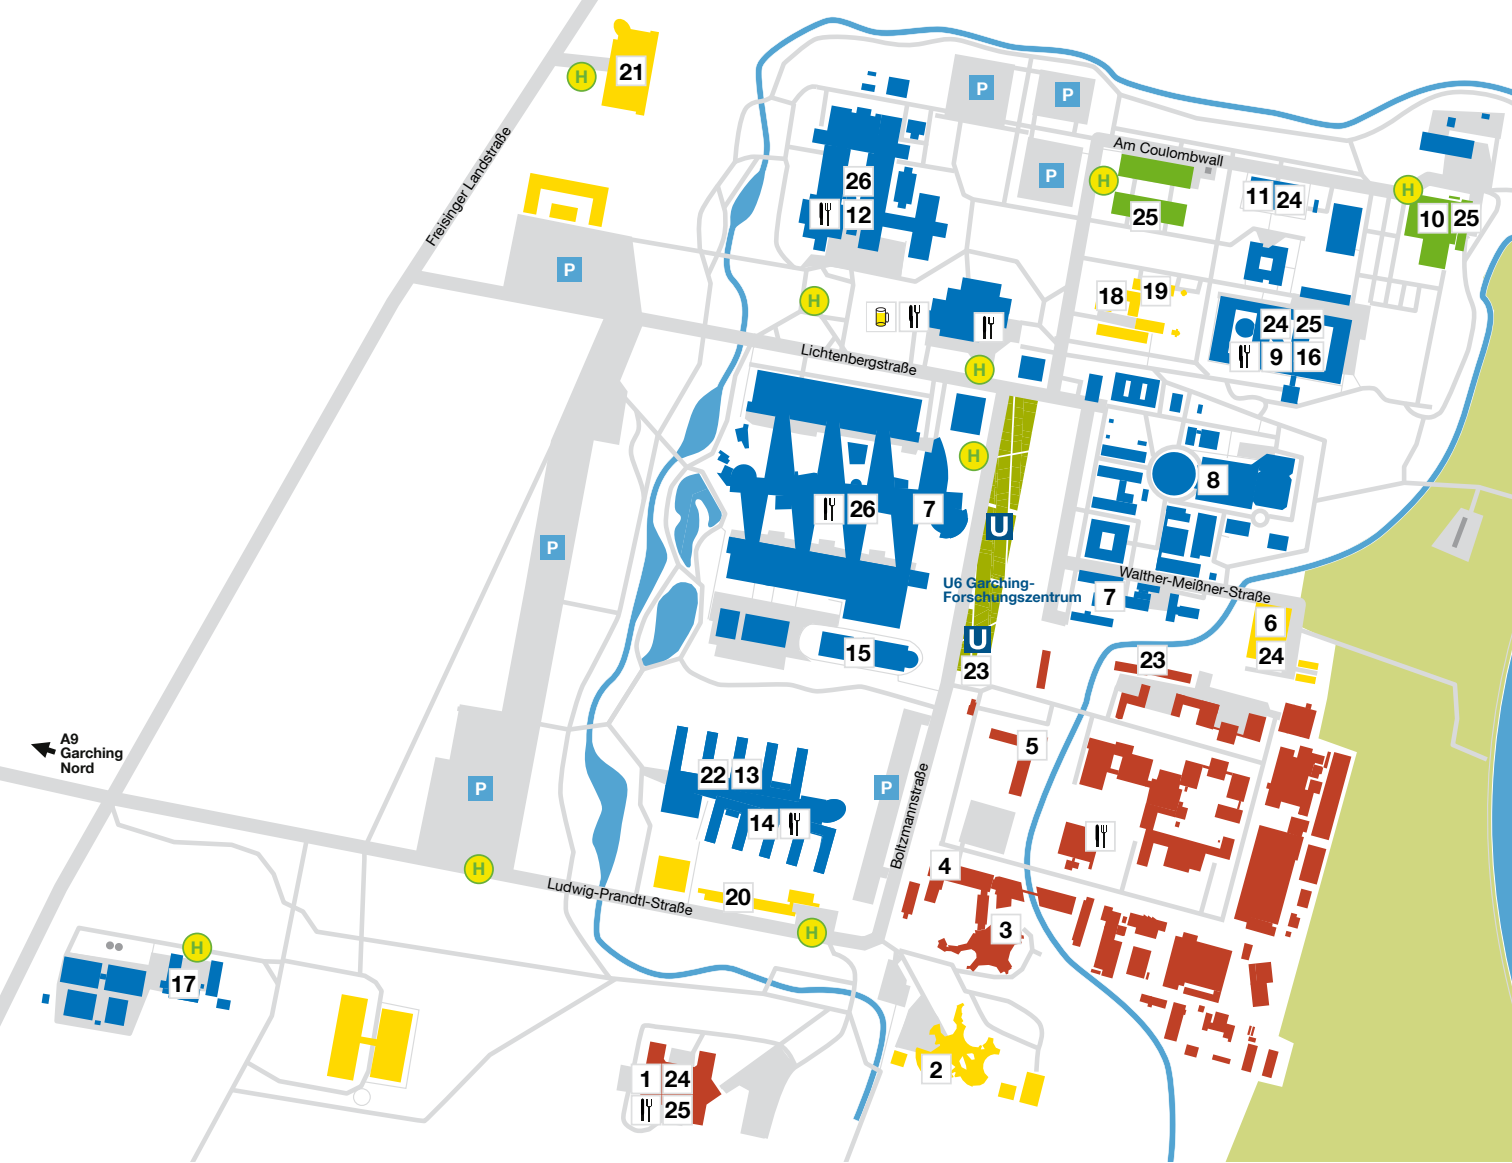 21
H
Freisinger Landstraße
P
P
P
P
Am Coulombwall
H
H
26
12
25
11 24
10 25
P
H
18 19
24 25
9 16
Lichtenbergstraße
H
H
8
26 7
U
P
U6 Garching-
Forschungszentrum
Walther-Meißner-Straße
7
6
24
U
23
15
23
A9
Garching
Nord
5
22 13
14
P
P
Boltzmannstraße
4
H
Ludwig-Prandtl-Straße
20
H
3
H
17
2
1 24
25